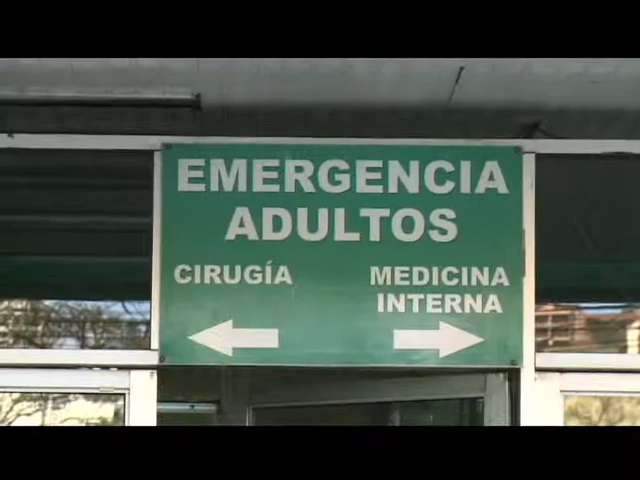 EMERGENCIA
ADULTOS
CIRUGÍA
MEDICINA
INTERNA